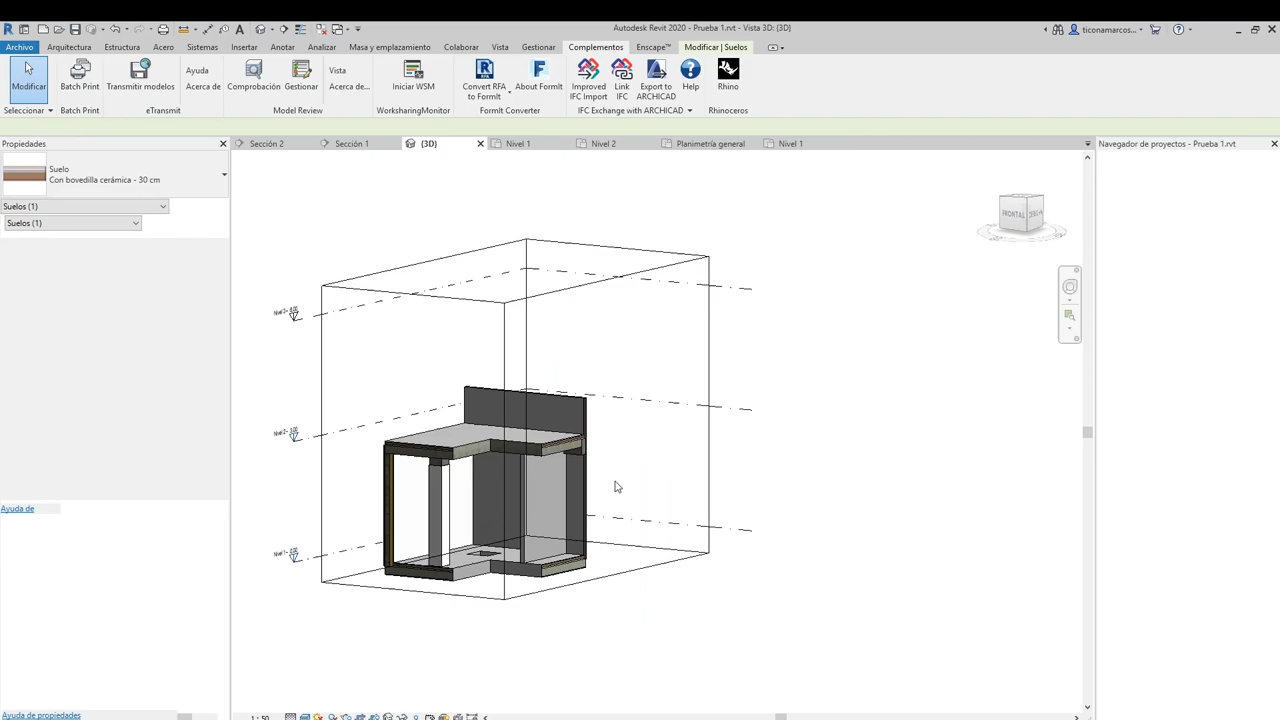 Autodesk Revit 2020 - Prueba 1.rvt - Vista 3D: {3D}
ticonamarcos...
Archivo Arquitectura Estructura Acero Sistemas Insertar Anotar Analizar Masa y emplazamiento Colaborar Vista Gestionar Complementos Enscape™ Modificar | Suelos
Modificar
Batch Print
Transmitir modelos
Ayuda
Acerca de
Comprobación
Gestionar
Vista
Acerca de...
Iniciar WSM
Convert RFA
to FormIt
About FormIt
Improved
IFC Import
Link
IFC
Export to
ARCHICAD
Help
Rhino
Seleccionar Batch Print eTransmit Model Review WorksharingMonitor FormIt Converter IFC Exchange with ARCHICAD Rhinoceros
Propiedades
Sección 2 Sección 1 {3D} Nivel 1 Nivel 2 Planimetría general Nivel 1
Navegador de proyectos - Prueba 1.rvt
Suelo
Con bovedilla cerámica - 30 cm
Suelos (1)
Suelos (1)
FRONTAL
Ayuda de
Ayuda de propiedades
1 : 50